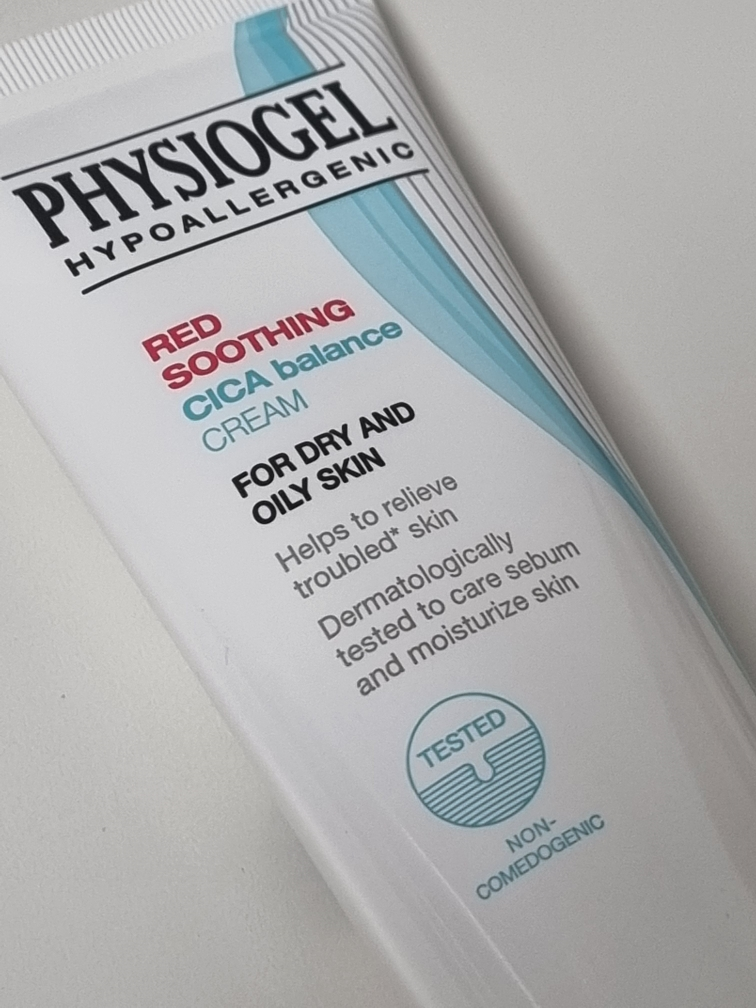 PHYSIOGEL
HYPOALLERGENIC
RED
SOOTHING
CICA balance
CREAM
FOR DRY AND
OILY SKIN
Helps to relieve
troubled* skin
Dermatologically
tested to care sebum
and moisturize skin
TESTED
NON-
COMEDOGENIC